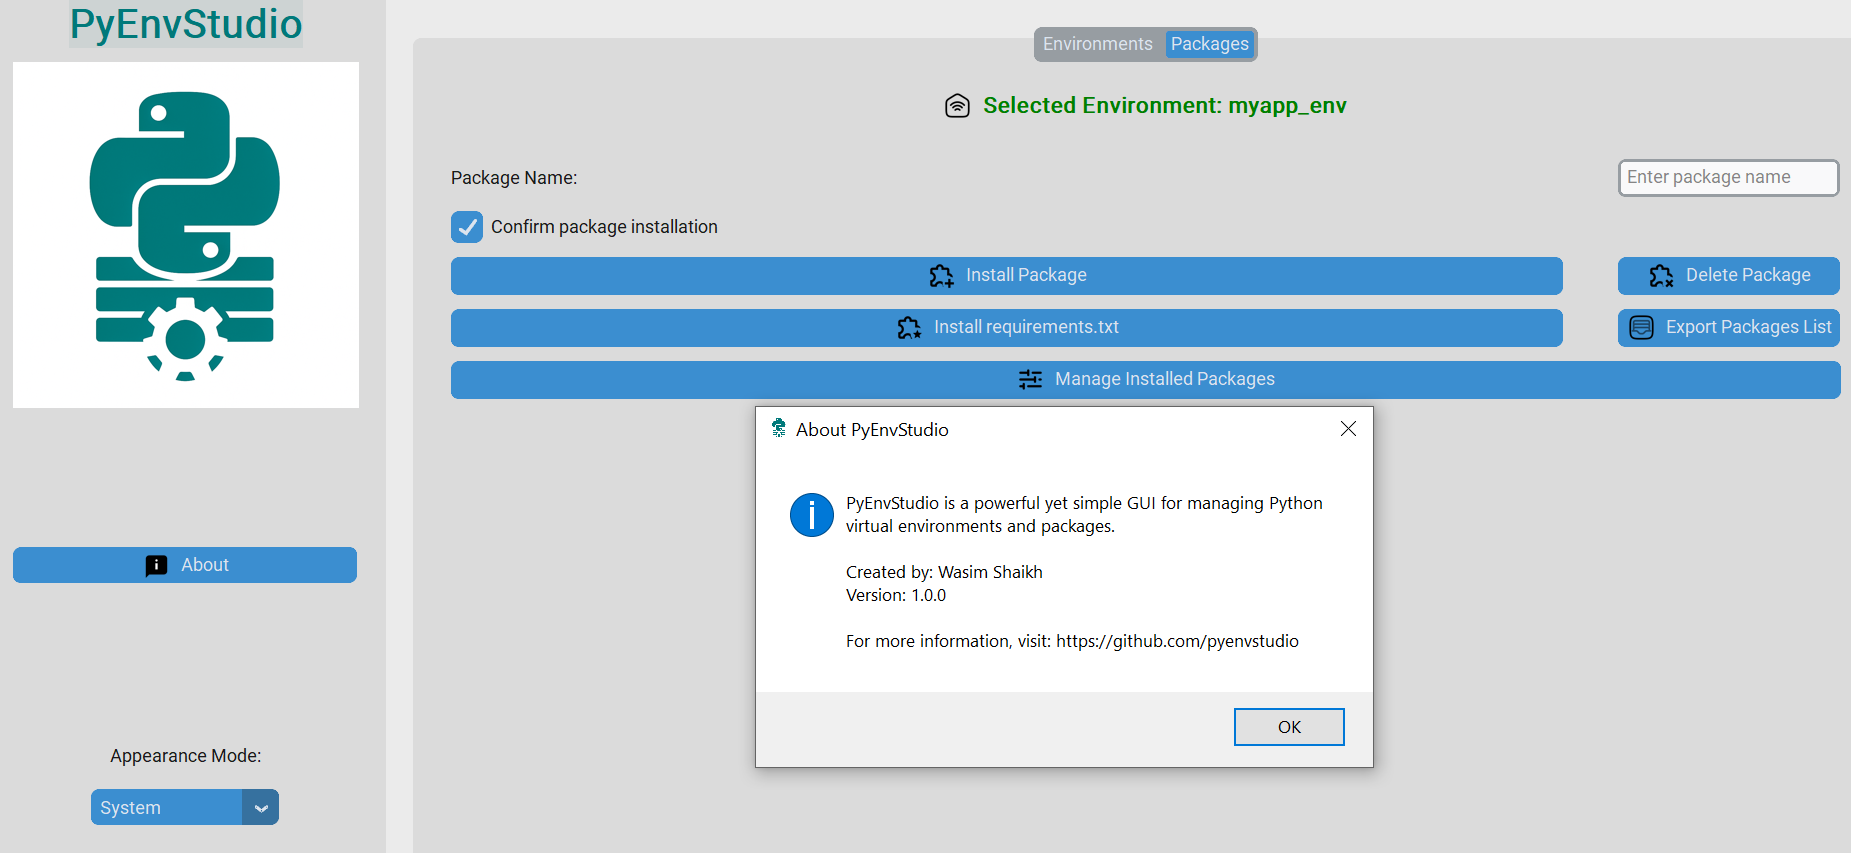 PyEnvStudio
Environments
Packages
Selected Environment: myapp_env
Package Name:
Enter package name
Confirm package installation
Install Package
Delete Package
Install requirements.txt
Export Packages List
Manage Installed Packages
About PyEnvStudio
PyEnvStudio is a powerful yet simple GUI for managing Python
virtual environments and packages.
Created by: Wasim Shaikh
Version: 1.0.0
For more information, visit: https://github.com/pyenvstudio
OK
About
Appearance Mode:
System